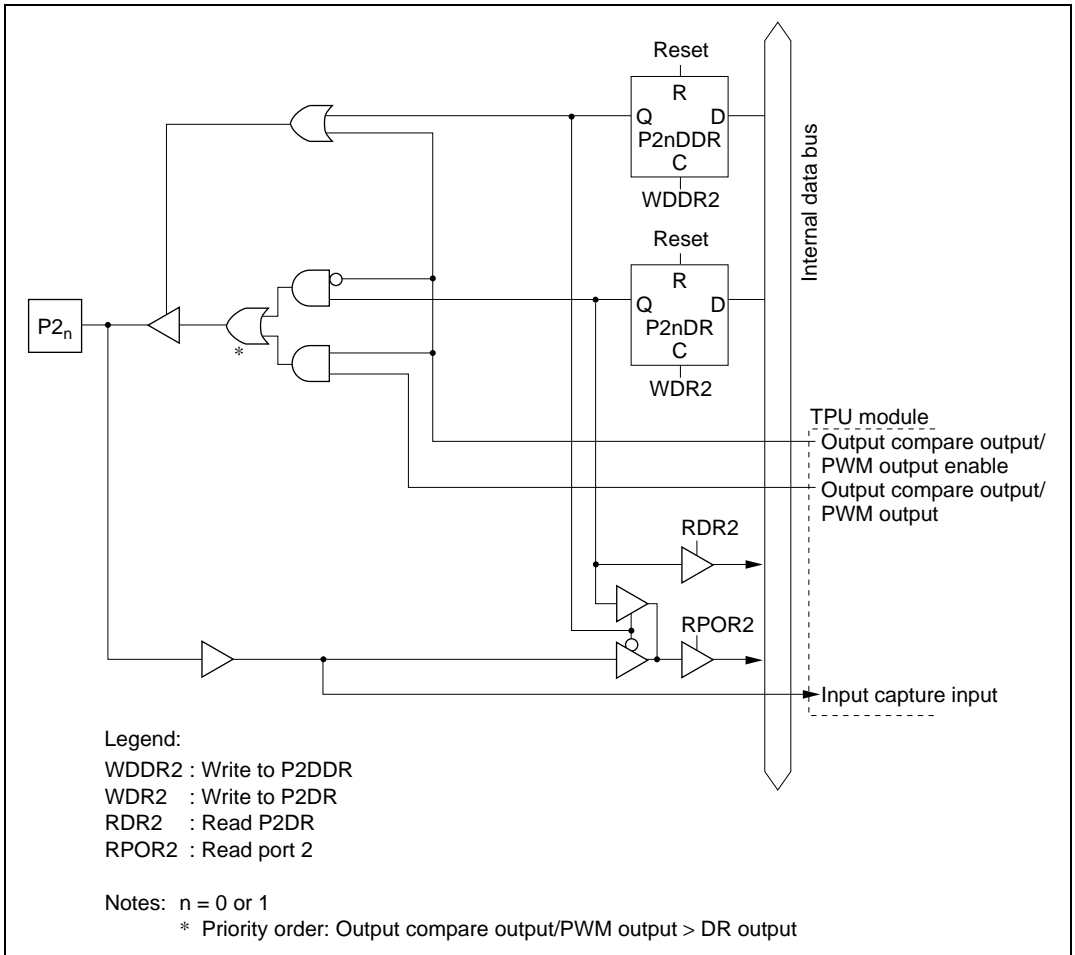 Reset
R
Q D
P2nDDR
C
WDDR2
Internal data bus
Reset
R
Q D
P2nDR
C
WDR2
P2n
*
TPU module
Output compare output/
PWM output enable
Output compare output/
PWM output
RDR2
RPOR2
Input capture input
Legend:
WDDR2 : Write to P2DDR
WDR2 : Write to P2DR
RDR2 : Read P2DR
RPOR2 : Read port 2
Notes: n = 0 or 1
* Priority order: Output compare output/PWM output > DR output